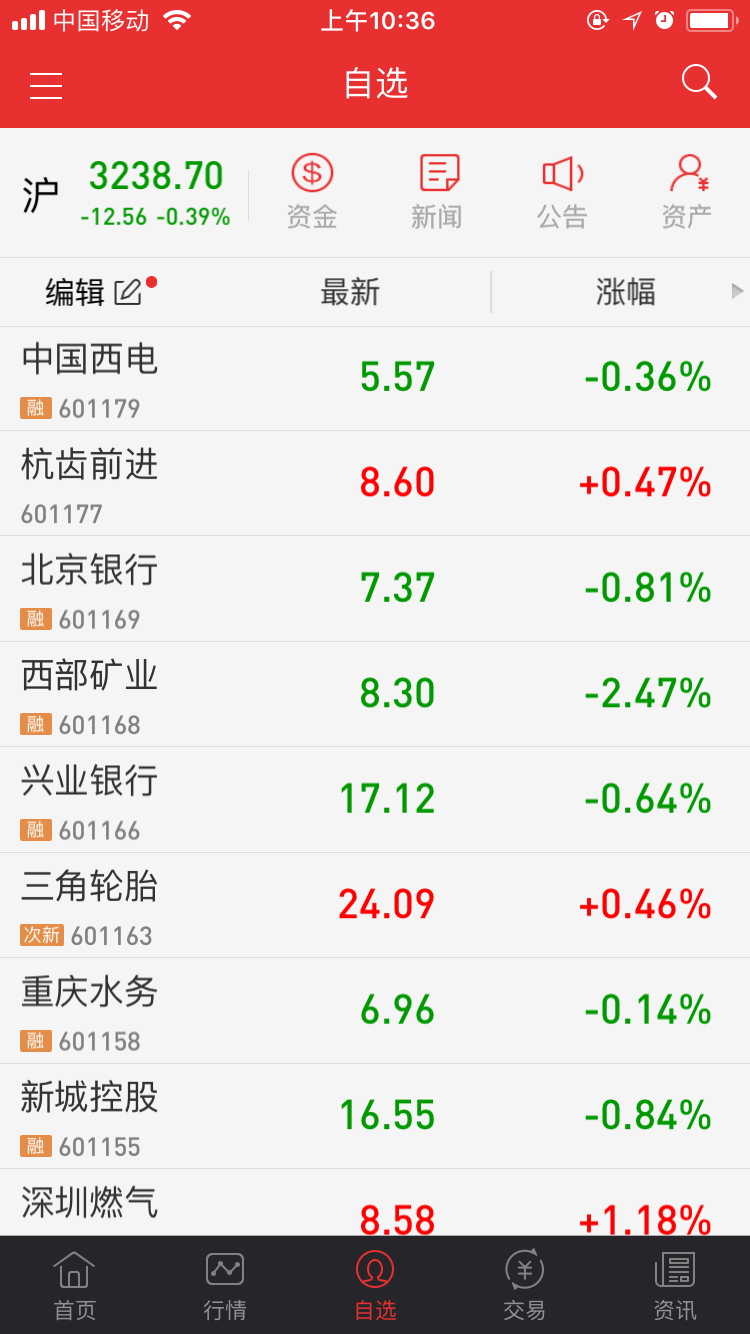 中国移动 上午10:36
自选
沪 3238.70
-12.56 -0.39%
资金 新闻 公告 资产
编辑 最新 涨幅
中国西电 5.57 -0.36%
融 601179
杭齿前进 8.60 +0.47%
601177
北京银行 7.37 -0.81%
融 601169
西部矿业 8.30 -2.47%
融 601168
兴业银行 17.12 -0.64%
融 601166
三角轮胎 24.09 +0.46%
次新 601163
重庆水务 6.96 -0.14%
融 601158
新城控股 16.55 -0.84%
融 601155
深圳燃气 8.58 +1.18%
首页 行情 自选 交易 资讯